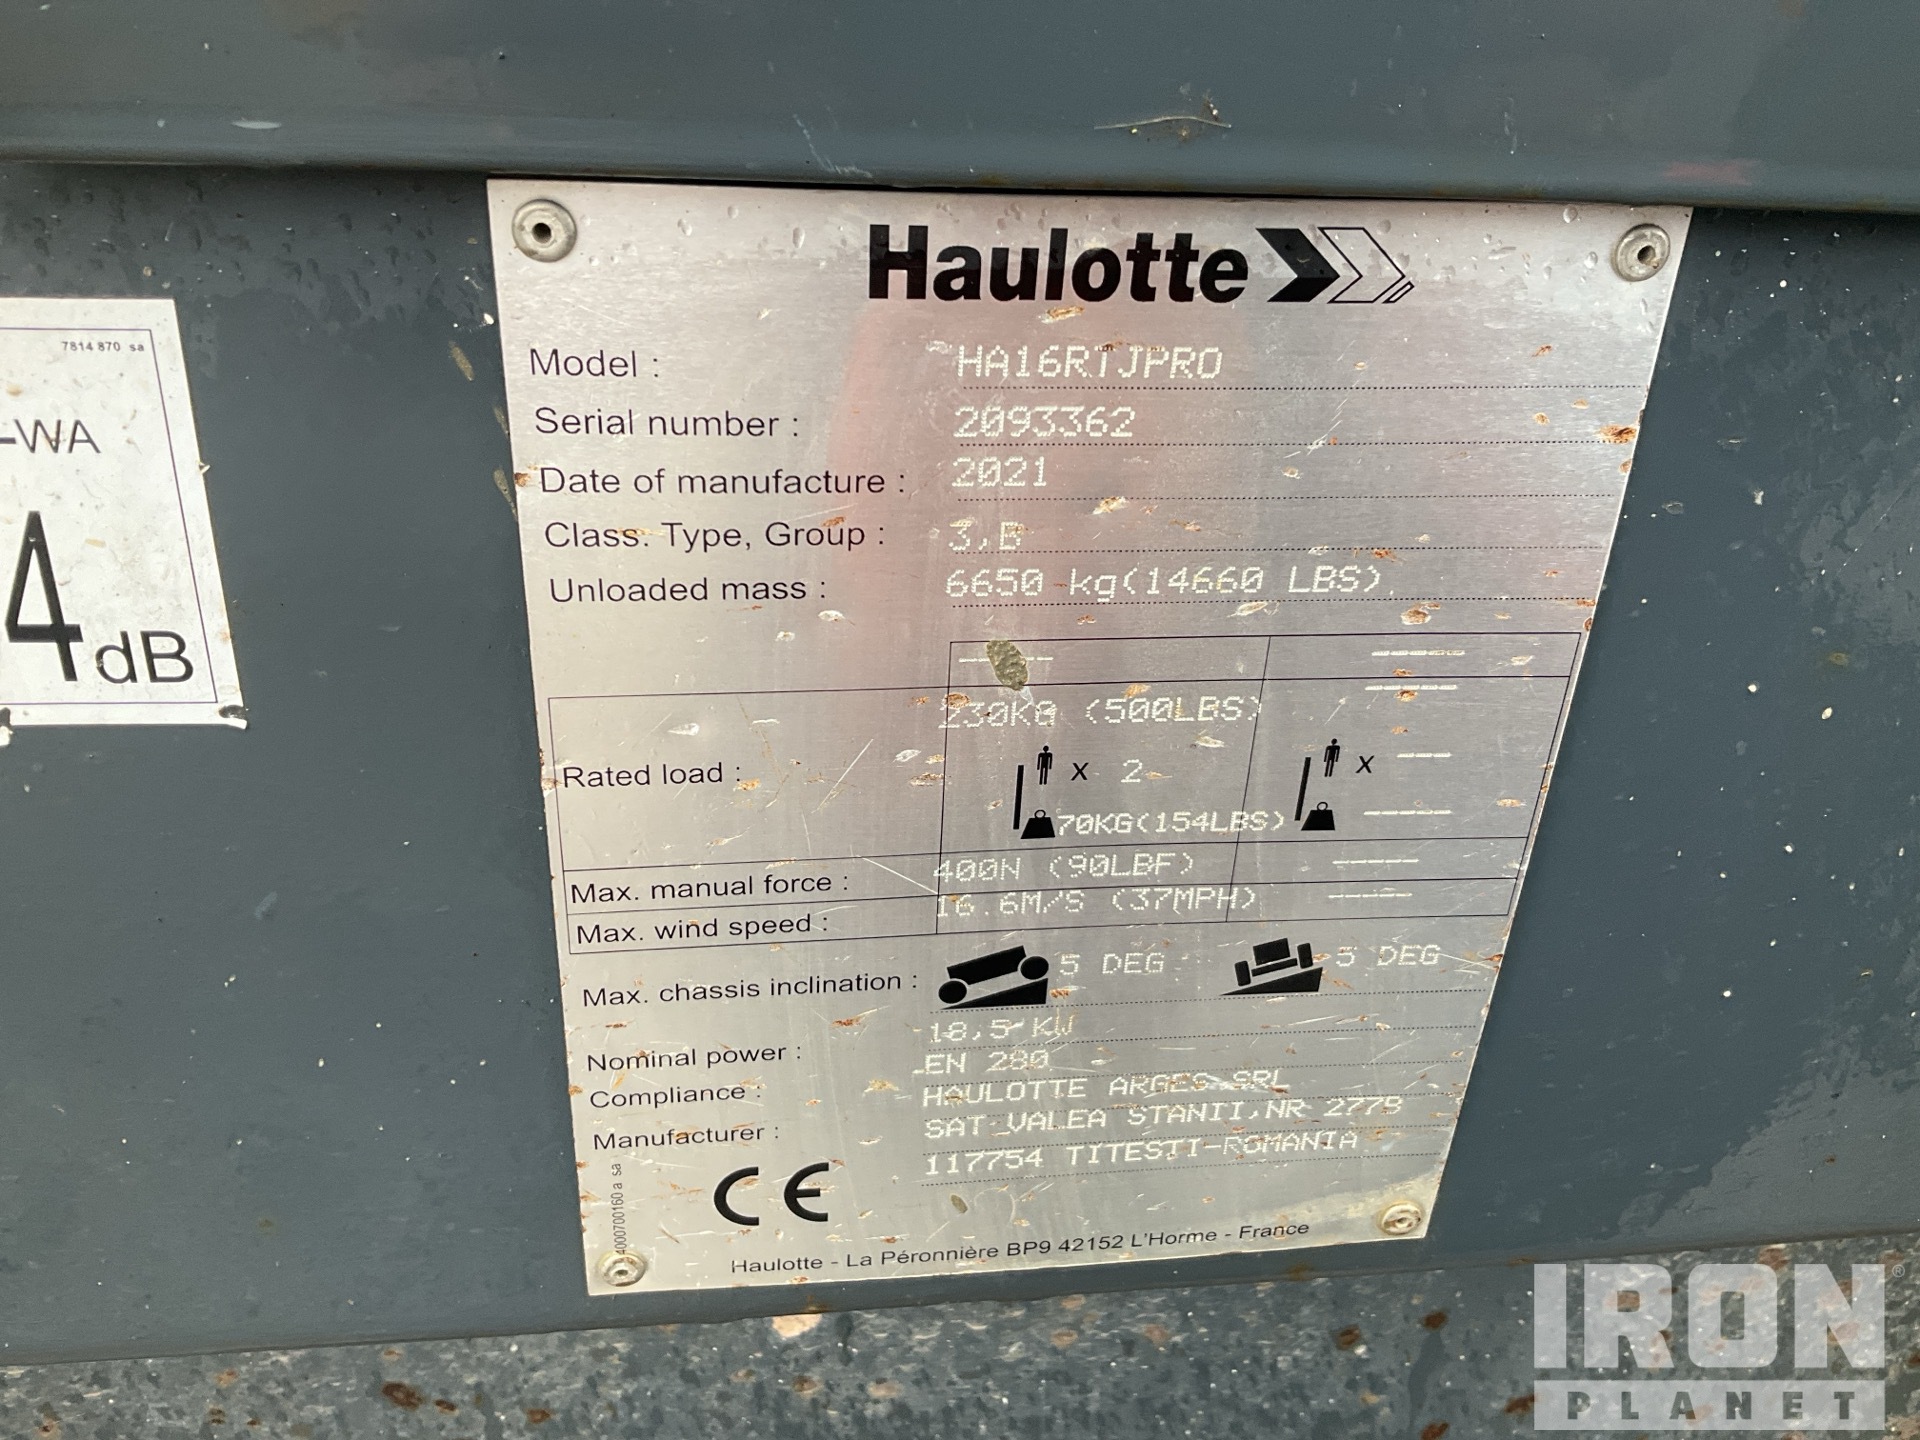 Haulotte
Model : HA16RTJPRO
Serial number : 2093362
Date of manufacture : 2021
Class. Type, Group : 3,B
Unloaded mass : 6650 kg(14660 LBS)
----- -----
230KG (500LBS) -----
Rated load : x 2 x ---
70KG(154LBS) -----
Max. manual force : 400N (90LBF) -----
Max. wind speed : 16.6M/S (37MPH) -----
Max. chassis inclination : 5 DEG 5 DEG
Nominal power : 18,5 KW
Compliance : EN 280
Manufacturer : HAULOTTE ARGES SRL
SAT VALEA STANII,NR 277S
117754 TITESTI-ROMANIA
CE
4000700160 a sa
Haulotte - La Péronnière BP9 42152 L'Horme - France
7814 870 sa
-WA
4dB
IRON®
PLANET